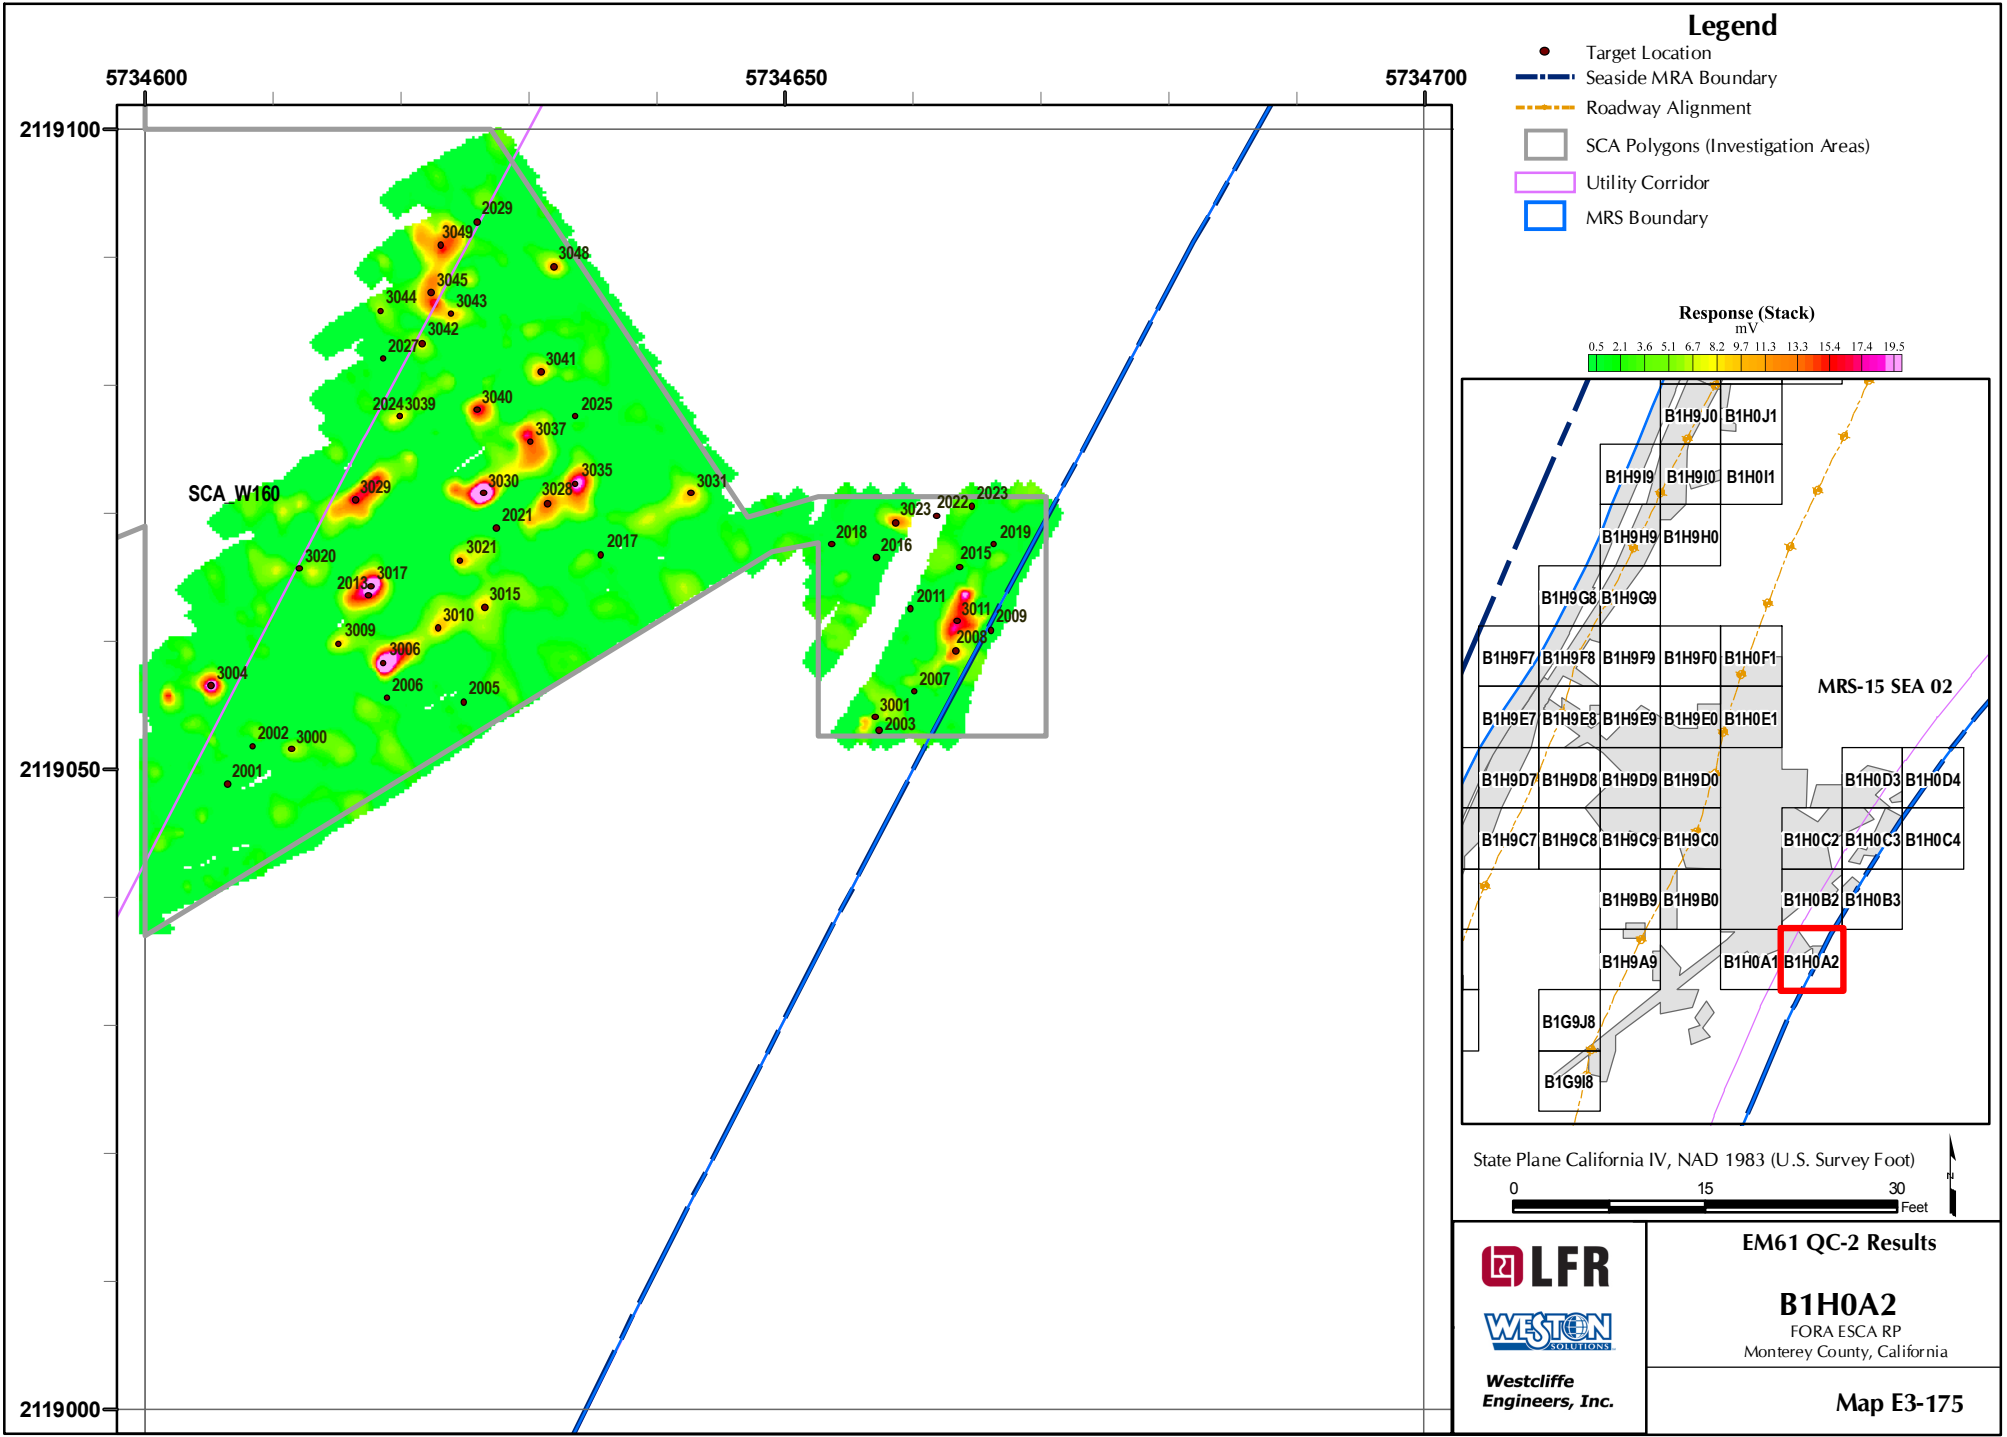 Legend
Target Location
Seaside MRA Boundary
Roadway Alignment
SCA Polygons (Investigation Areas)
Utility Corridor
MRS Boundary
5734600
5734650
5734700
2119100
2119050
2119000
2029
3049
3048
3045
3044
3043
3042
2027
3041
2024
3039
3040
2025
3037
3035
3030
3031
SCA_W160
3029
3028
2023
2022
3023
2021
2018
2019
2016
2015
2017
3021
3020
2013
3017
3015
2011
3011
2009
3010
3009
2008
3006
3004
2007
2006
2005
3001
2003
2002
3000
2001
Response (Stack)
mV
0.5 2.1 3.6 5.1 6.7 8.2 9.7 11.3 13.3 15.4 17.4 19.5
B1H9J0 B1H0J1
B1H9I9 B1H9I0 B1H0I1
B1H9H9 B1H9H0
B1H9G8 B1H9G9
B1H9F7 B1H9F8 B1H9F9 B1H9F0 B1H0F1
MRS-15 SEA 02
B1H9E7 B1H9E8 B1H9E9 B1H9E0 B1H0E1
B1H9D7 B1H9D8 B1H9D9 B1H9D0 B1H0D3 B1H0D4
B1H9C7 B1H9C8 B1H9C9 B1H9C0 B1H0C2 B1H0C3 B1H0C4
B1H9B9 B1H9B0 B1H0B2 B1H0B3
B1H9A9 B1H0A1 B1H0A2
B1G9J8
B1G9I8
State Plane California IV, NAD 1983 (U.S. Survey Foot)
0 15 30
Feet
N
LFR
WESTON
SOLUTIONS
Westcliffe
Engineers, Inc.
EM61 QC-2 Results
B1H0A2
FORA ESCA RP
Monterey County, California
Map E3-175